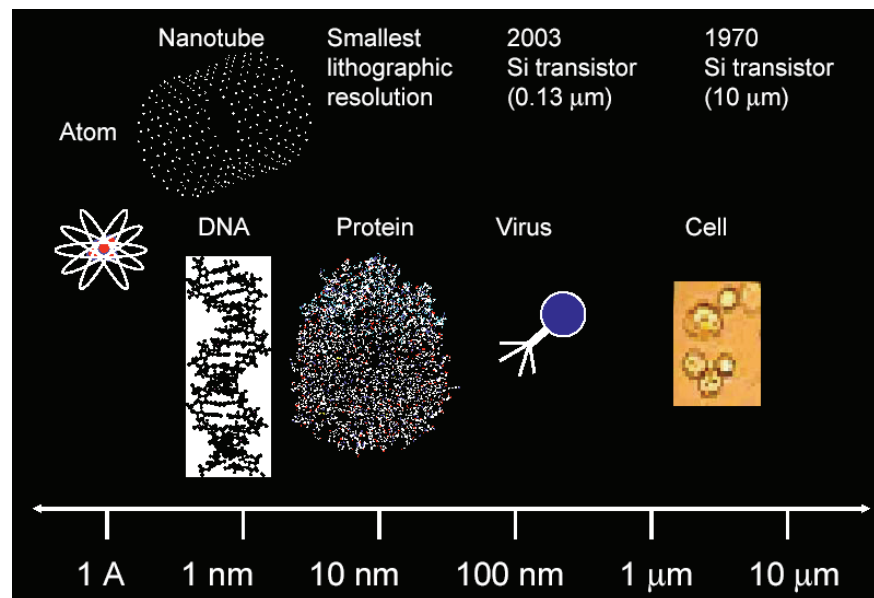 Nanotube
Smallest
lithographic
resolution
2003
Si transistor
(0.13 μm)
1970
Si transistor
(10 μm)
Atom
DNA
Protein
Virus
Cell
1 A
1 nm
10 nm
100 nm
1 μm
10 μm